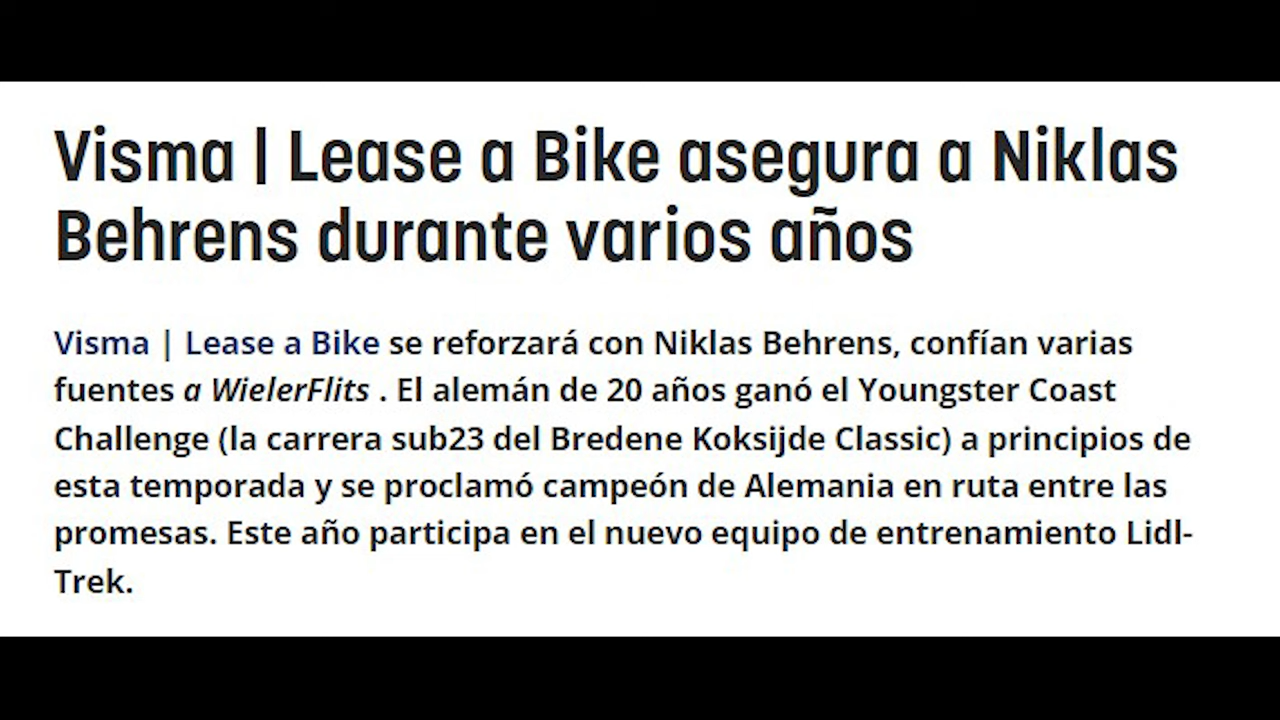 Visma | Lease a Bike asegura a Niklas
Behrens durante varios años
Visma | Lease a Bike se reforzará con Niklas Behrens, confían varias
fuentes a WielerFlits . El alemán de 20 años ganó el Youngster Coast
Challenge (la carrera sub23 del Bredene Koksijde Classic) a principios de
esta temporada y se proclamó campeón de Alemania en ruta entre las
promesas. Este año participa en el nuevo equipo de entrenamiento Lidl-
Trek.